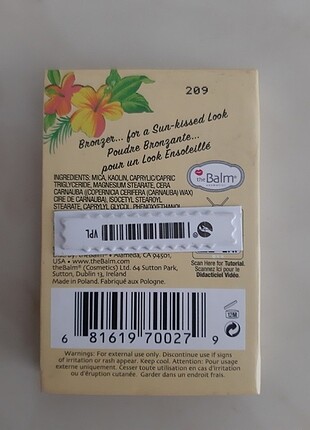 209
Bronzer... for a Sun-kissed Look
Poudre Bronzante...
pour un Look Ensoleillé
theBalm®
COSMETICS
INGREDIENTS: MICA, KAOLIN, CAPRYLIC/CAPRIC
TRIGLYCERIDE, MAGNESIUM STEARATE, CERA
CARNAUBA ((COPERNICIA CERIFERA (CARNAUBA) WAX)
CIRE DE CARNAUBA), ISOCETYL STEAROYL
STEARATE, CAPRYLYL GLYCOL, PHENOXYETHANOL
VPL
Alameda, CA 94501,
USA • www.theBalm.com
theBalm® (Cosmetics) Ltd. 64 Sutton Park,
Sutton, Dublin 13, Ireland
Made in Poland. Fabriqué aux Pologne.
Scan Here for Tutorial.
Scannez Ici pour le
Didacticiel Vidéo.
12M
6 81619 70027 9
Warnings: For external use only. Discontinue use if signs
of irritation or rash appear. Keep cool. Attention: Pour usage
externe uniquement. Cesser toute utilisation en cas d'irritation
ou d'éruption cutanée. Garder dans un endroit frais.